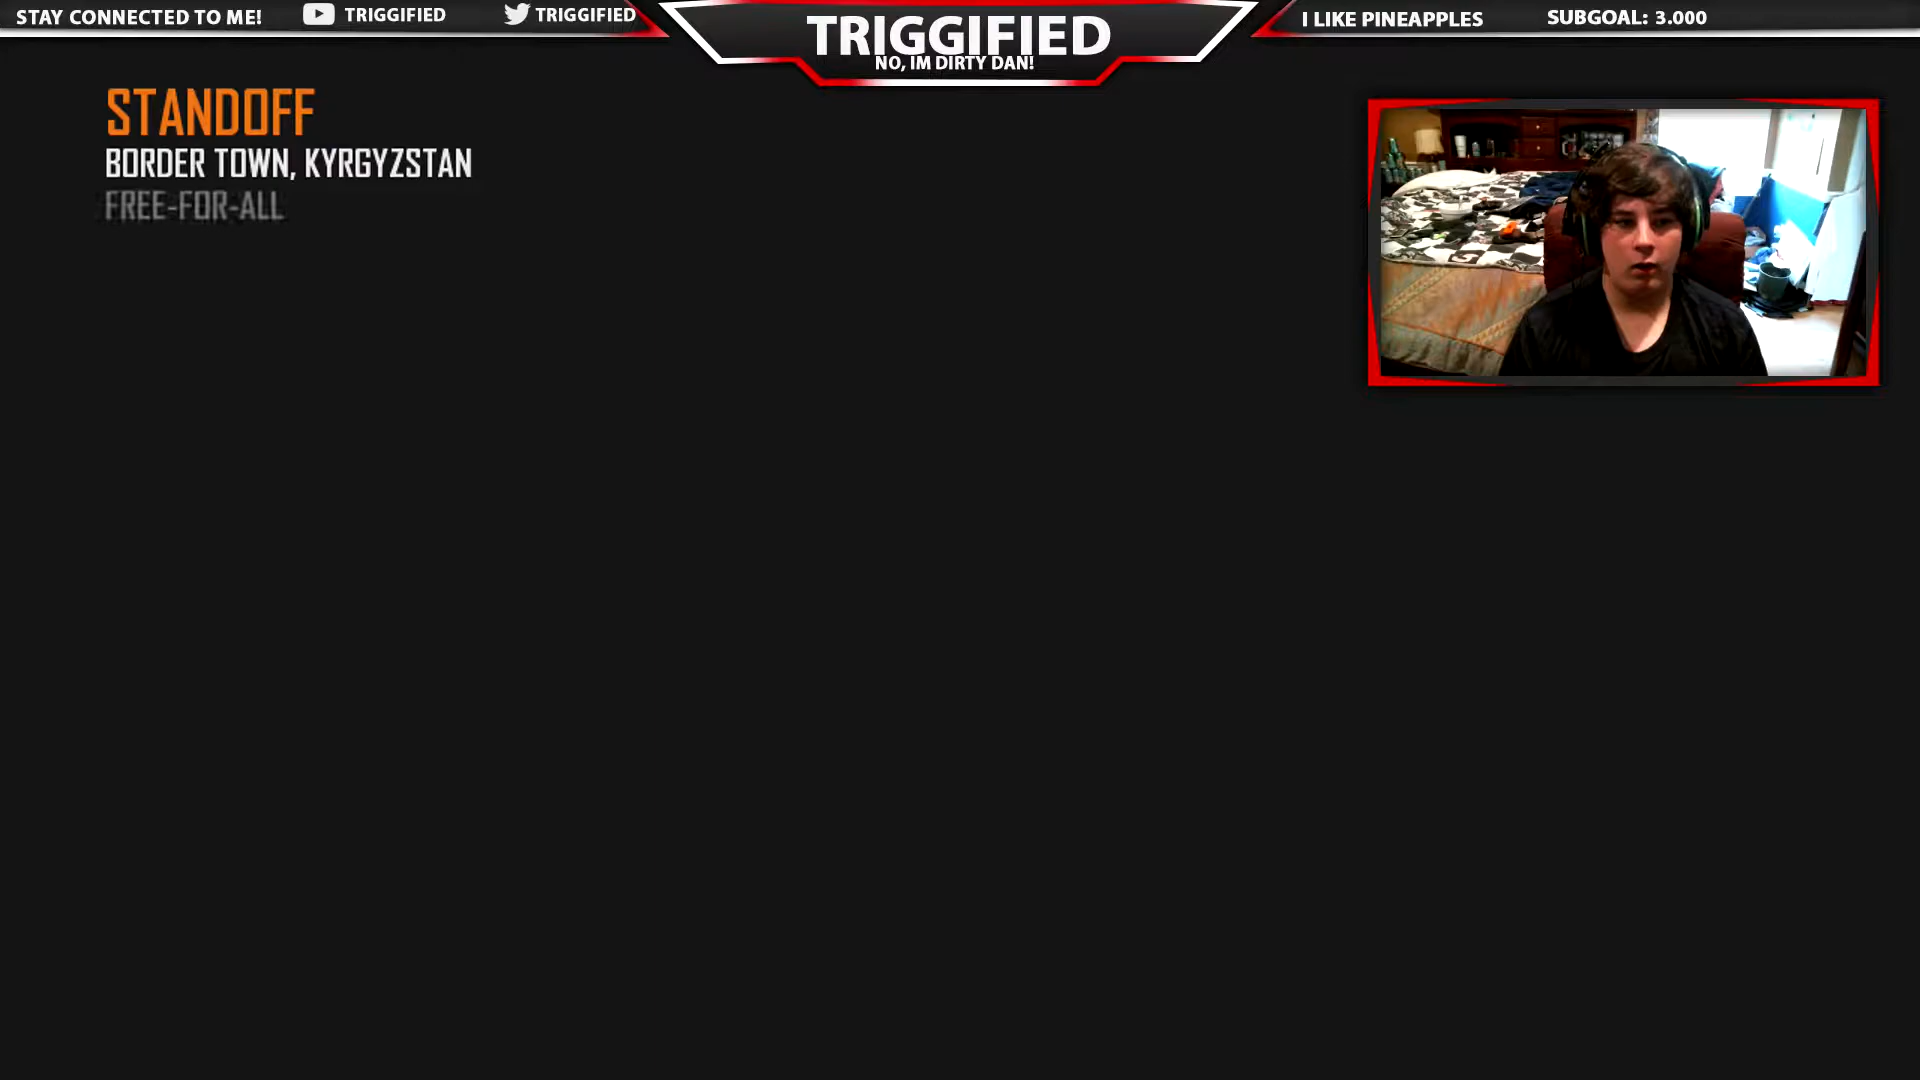 STAY CONNECTED TO ME! TRIGGIFIED TRIGGIFIED
TRIGGIFIED
NO, IM DIRTY DAN!
I LIKE PINEAPPLES SUBGOAL: 3.000
STANDOFF
BORDER TOWN, KYRGYZSTAN
FREE-FOR-ALL